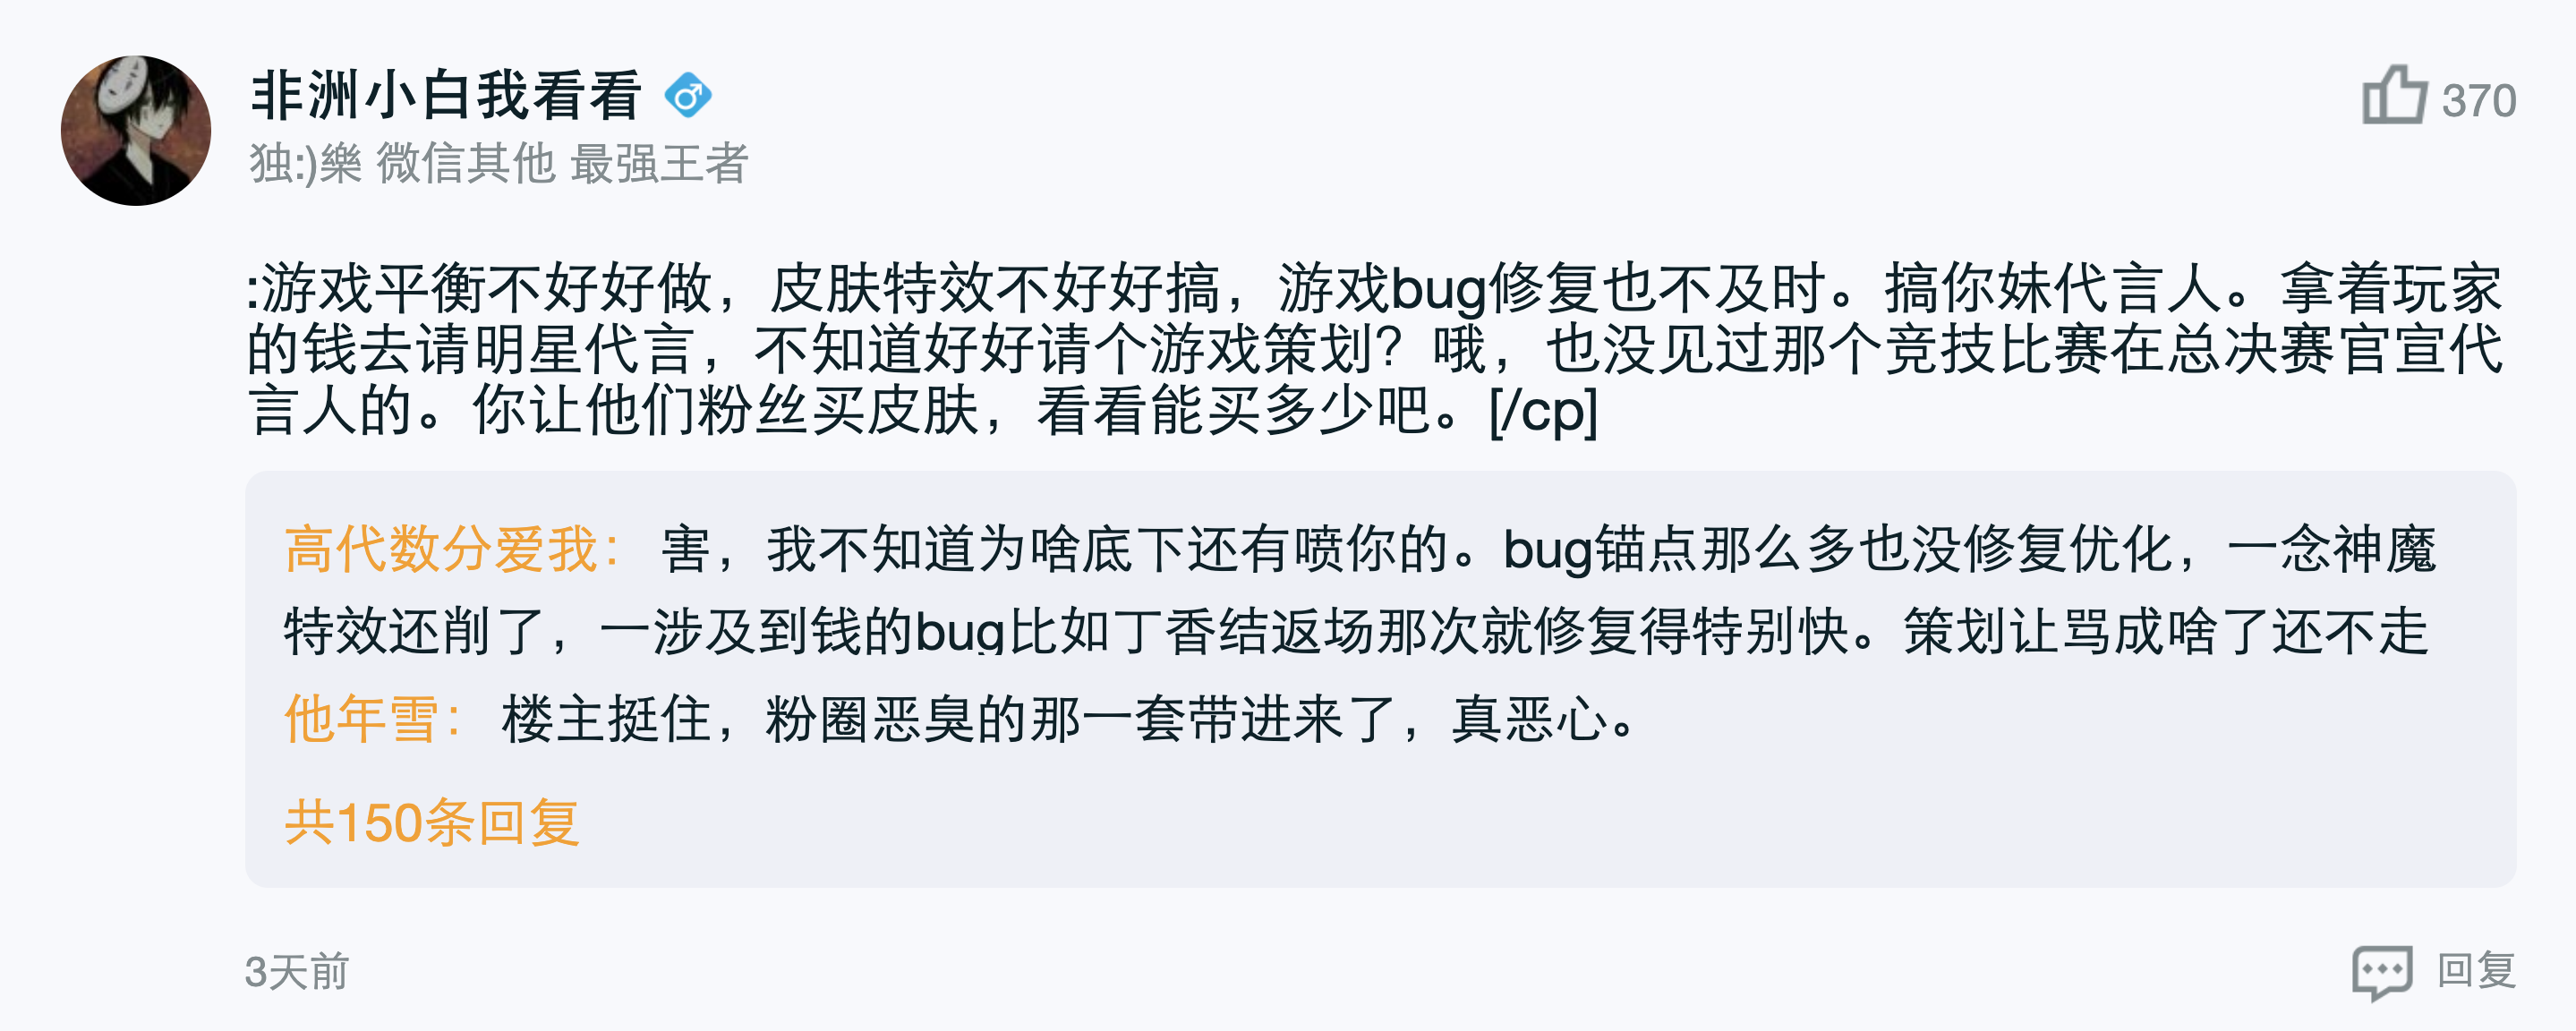 非洲小白我看看
370
独:)樂 微信其他 最强王者
:游戏平衡不好好做，皮肤特效不好好搞，游戏bug修复也不及时。搞你妹代言人。拿着玩家
的钱去请明星代言，不知道好好请个游戏策划？哦，也没见过那个竞技比赛在总决赛官宣代
言人的。你让他们粉丝买皮肤，看看能买多少吧。[/cp]
高代数分爱我：害，我不知道为啥底下还有喷你的。bug锚点那么多也没修复优化，一念神魔
特效还削了，一涉及到钱的bug比如丁香结返场那次就修复得特别快。策划让骂成啥了还不走
他年雪：楼主挺住，粉圈恶臭的那一套带进来了，真恶心。
共150条回复
3天前
回复